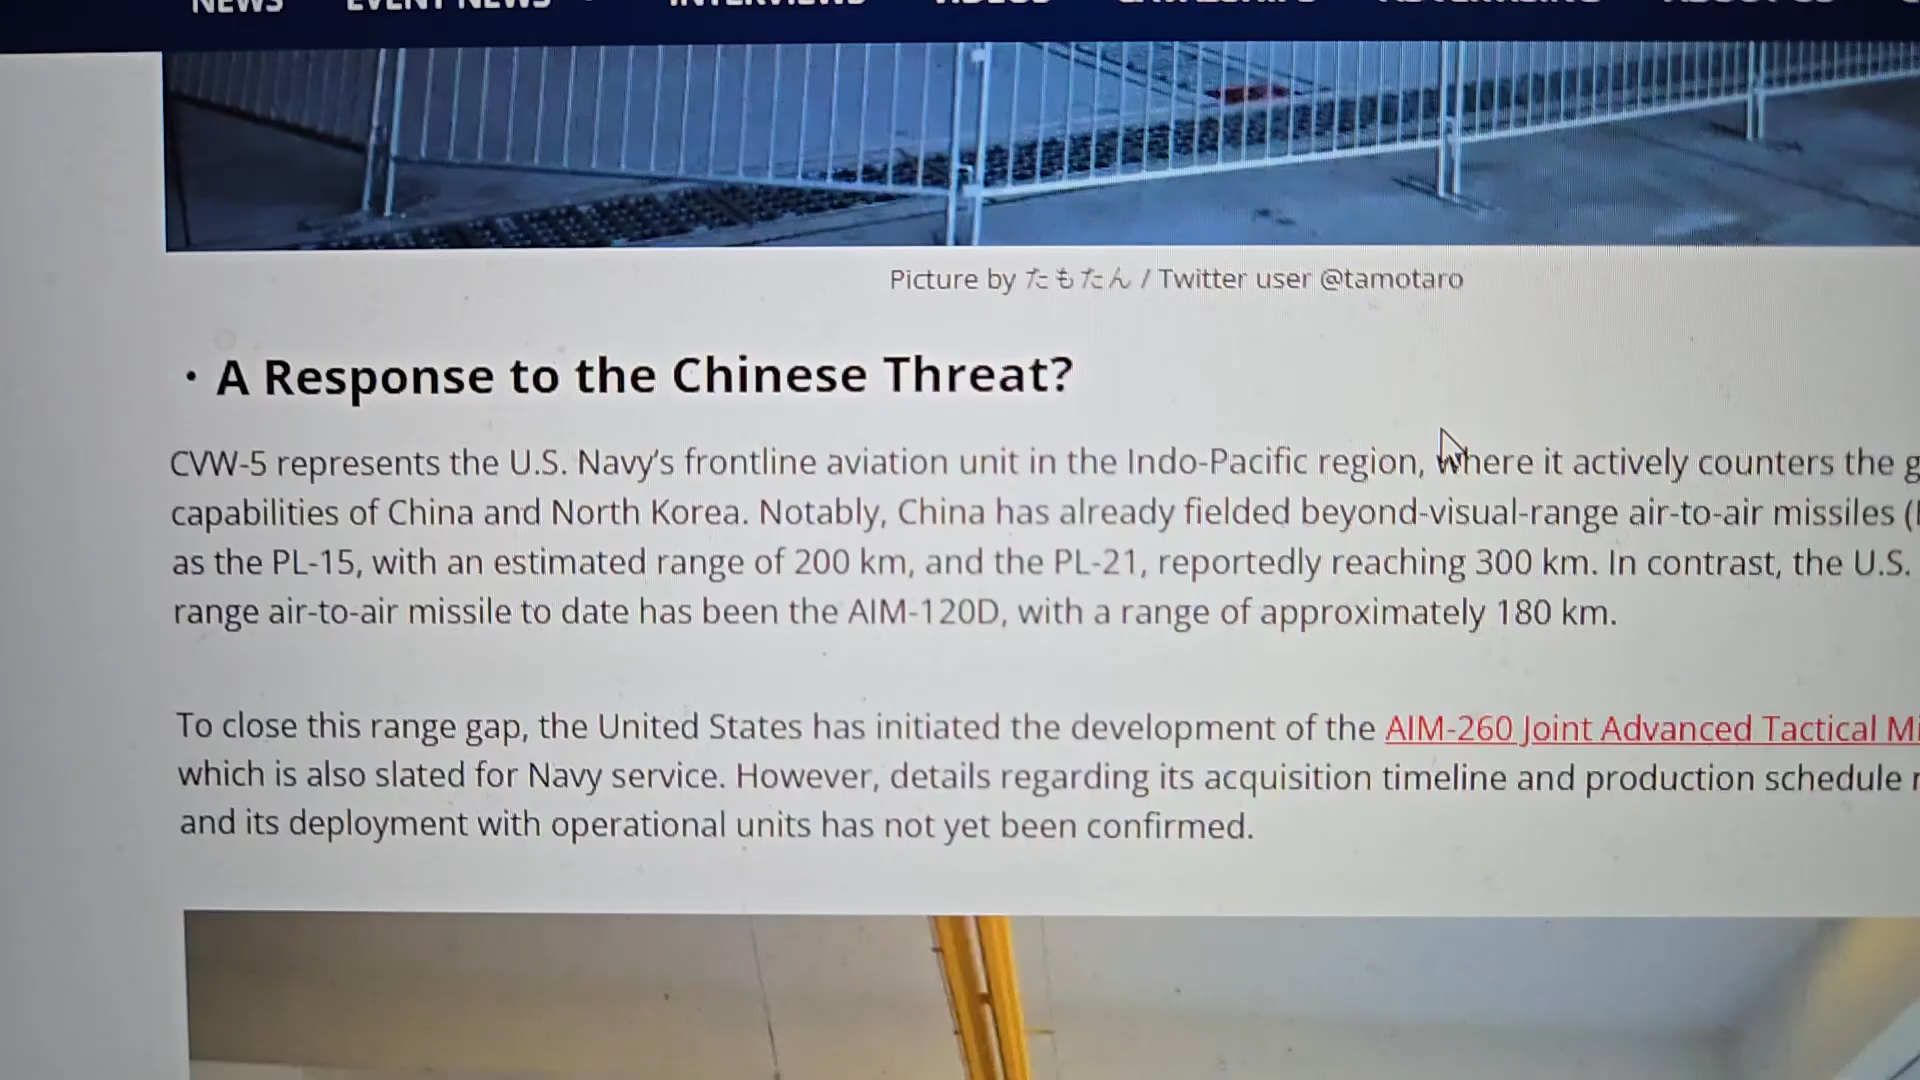 NEWS EVENT NEWS INTERVIEWS VIDEOS ABOUT US
Picture by たもたん / Twitter user @tamotaro
· A Response to the Chinese Threat?
CVW-5 represents the U.S. Navy's frontline aviation unit in the Indo-Pacific region, where it actively counters the
capabilities of China and North Korea. Notably, China has already fielded beyond-visual-range air-to-air missiles
as the PL-15, with an estimated range of 200 km, and the PL-21, reportedly reaching 300 km. In contrast, the U.S.
range air-to-air missile to date has been the AIM-120D, with a range of approximately 180 km.
To close this range gap, the United States has initiated the development of the AIM-260 Joint Advanced Tactical
which is also slated for Navy service. However, details regarding its acquisition timeline and production schedule
and its deployment with operational units has not yet been confirmed.